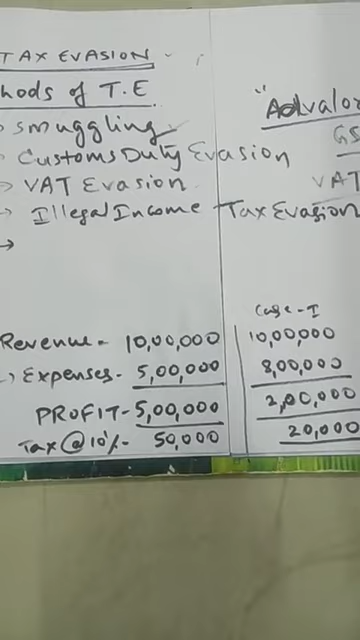 TAX EVASION
hods of T.E
"Advalor
smuggling
GS
Customs Duty Evasion
VAT Evasion
VAT
Illegal Income Tax Evasion
Case-I
Revenue- 10,00,000 10,00,000
Expenses- 5,00,000 8,00,000
PROFIT- 5,00,000 2,00,000
Tax@10%- 50,000 20,000